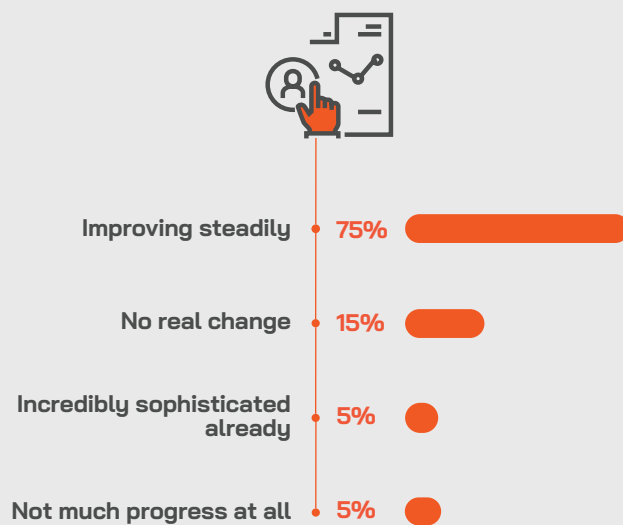 Improving steadily 75%
No real change 15%
Incredibly sophisticated
already 5%
Not much progress at all 5%